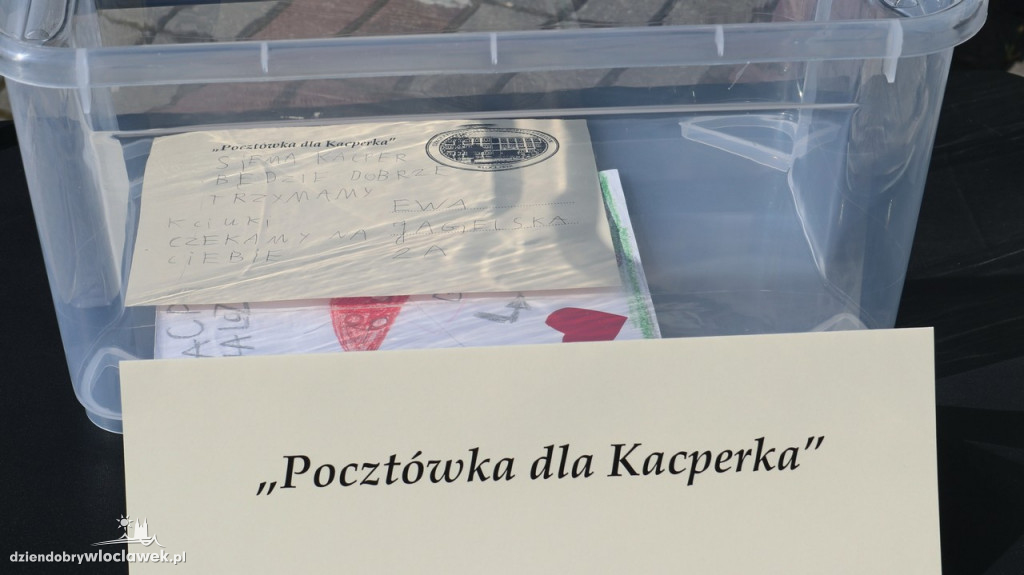 „Pocztówka dla Kacperka”
SIEMA KACPER
BĘDZIE DOBRZE
TRZYMAMY
KCIUKI
CZEKAMY NA
CIEBIE
EWA
JAGIELSKA
2A
„Pocztówka dla Kacperka”
dziendobrywloclawek.pl